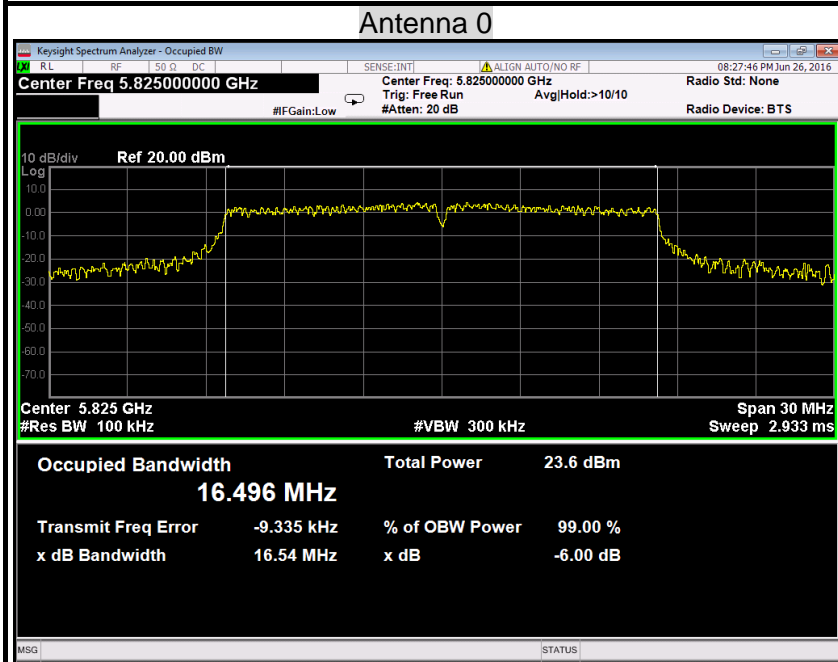 Antenna 0
Keysight Spectrum Analyzer - Occupied BW
LXI RL RF 50 Ω DC SENSE:INT ALIGN AUTO/NO RF 08:27:46 PM Jun 26, 2016
Center Freq 5.825000000 GHz
Center Freq: 5.825000000 GHz
Radio Std: None
Trig: Free Run Avg|Hold:>10/10
#IFGain:Low #Atten: 20 dB Radio Device: BTS
10 dB/div Ref 20.00 dBm
Log
10.0
0.00
-10.0
-20.0
-30.0
-40.0
-50.0
-60.0
-70.0
Center 5.825 GHz Span 30 MHz
#Res BW 100 kHz #VBW 300 kHz Sweep 2.933 ms
Occupied Bandwidth Total Power 23.6 dBm
16.496 MHz
Transmit Freq Error -9.335 kHz % of OBW Power 99.00 %
x dB Bandwidth 16.54 MHz x dB -6.00 dB
MSG STATUS